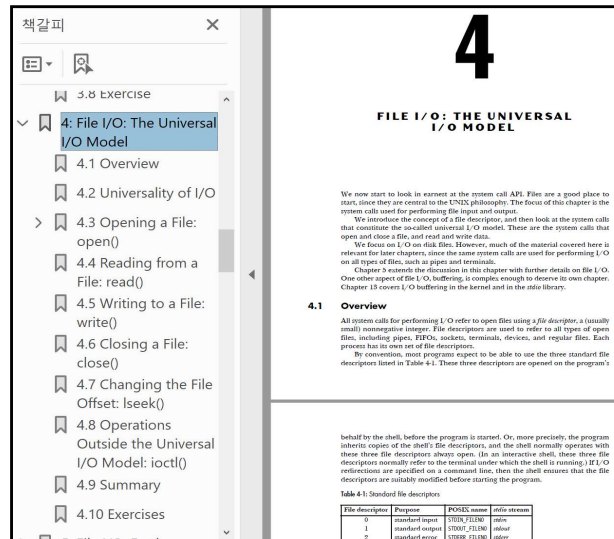 책갈피
3.8 Exercise
4: File I/O: The Universal
I/O Model
4.1 Overview
4.2 Universality of I/O
4.3 Opening a File:
open()
4.4 Reading from a
File: read()
4.5 Writing to a File:
write()
4.6 Closing a File:
close()
4.7 Changing the File
Offset: lseek()
4.8 Operations
Outside the Universal
I/O Model: ioctl()
4.9 Summary
4.10 Exercises
4
FILE I/O: THE UNIVERSAL
I/O MODEL
We now start to look in earnest at the system call API. Files are a good place to
start, since they are central to the UNIX philosophy. The focus of this chapter is the
system calls used for performing file input and output.
We introduce the concept of a file descriptor, and then look at the system calls
that constitute the so-called universal I/O model. These are the system calls that
open and close a file, and read and write data.
We focus on I/O on disk files. However, much of the material covered here is
relevant for later chapters, since the same system calls are used for performing I/O
on all types of files, such as pipes and terminals.
Chapter 5 extends the discussion in this chapter with further details on file I/O.
One other aspect of file I/O, buffering, is complex enough to deserve its own chapter.
Chapter 13 covers I/O buffering in the kernel and in the stdio library.
4.1 Overview
All system calls for performing I/O refer to open files using a file descriptor, a (usually
small) nonnegative integer. File descriptors are used to refer to all types of open
files, including pipes, FIFOs, sockets, terminals, devices, and regular files. Each
process has its own set of file descriptors.
By convention, most programs expect to be able to use the three standard file
descriptors listed in Table 4-1. These three descriptors are opened on the program's
behalf by the shell, before the program is started. Or, more precisely, the program
inherits copies of the shell's file descriptors, and the shell normally operates with
these three file descriptors always open. (In an interactive shell, these three file
descriptors normally refer to the terminal under which the shell is running.) If I/O
redirections are specified on a command line, then the shell ensures that the file
descriptors are suitably modified before starting the program.
Table 4-1: Standard file descriptors
File descriptor Purpose POSIX name stdio stream
0 standard input STDIN_FILENO stdin
1 standard output STDOUT_FILENO stdout
2 standard error STDERR_FILENO stderr